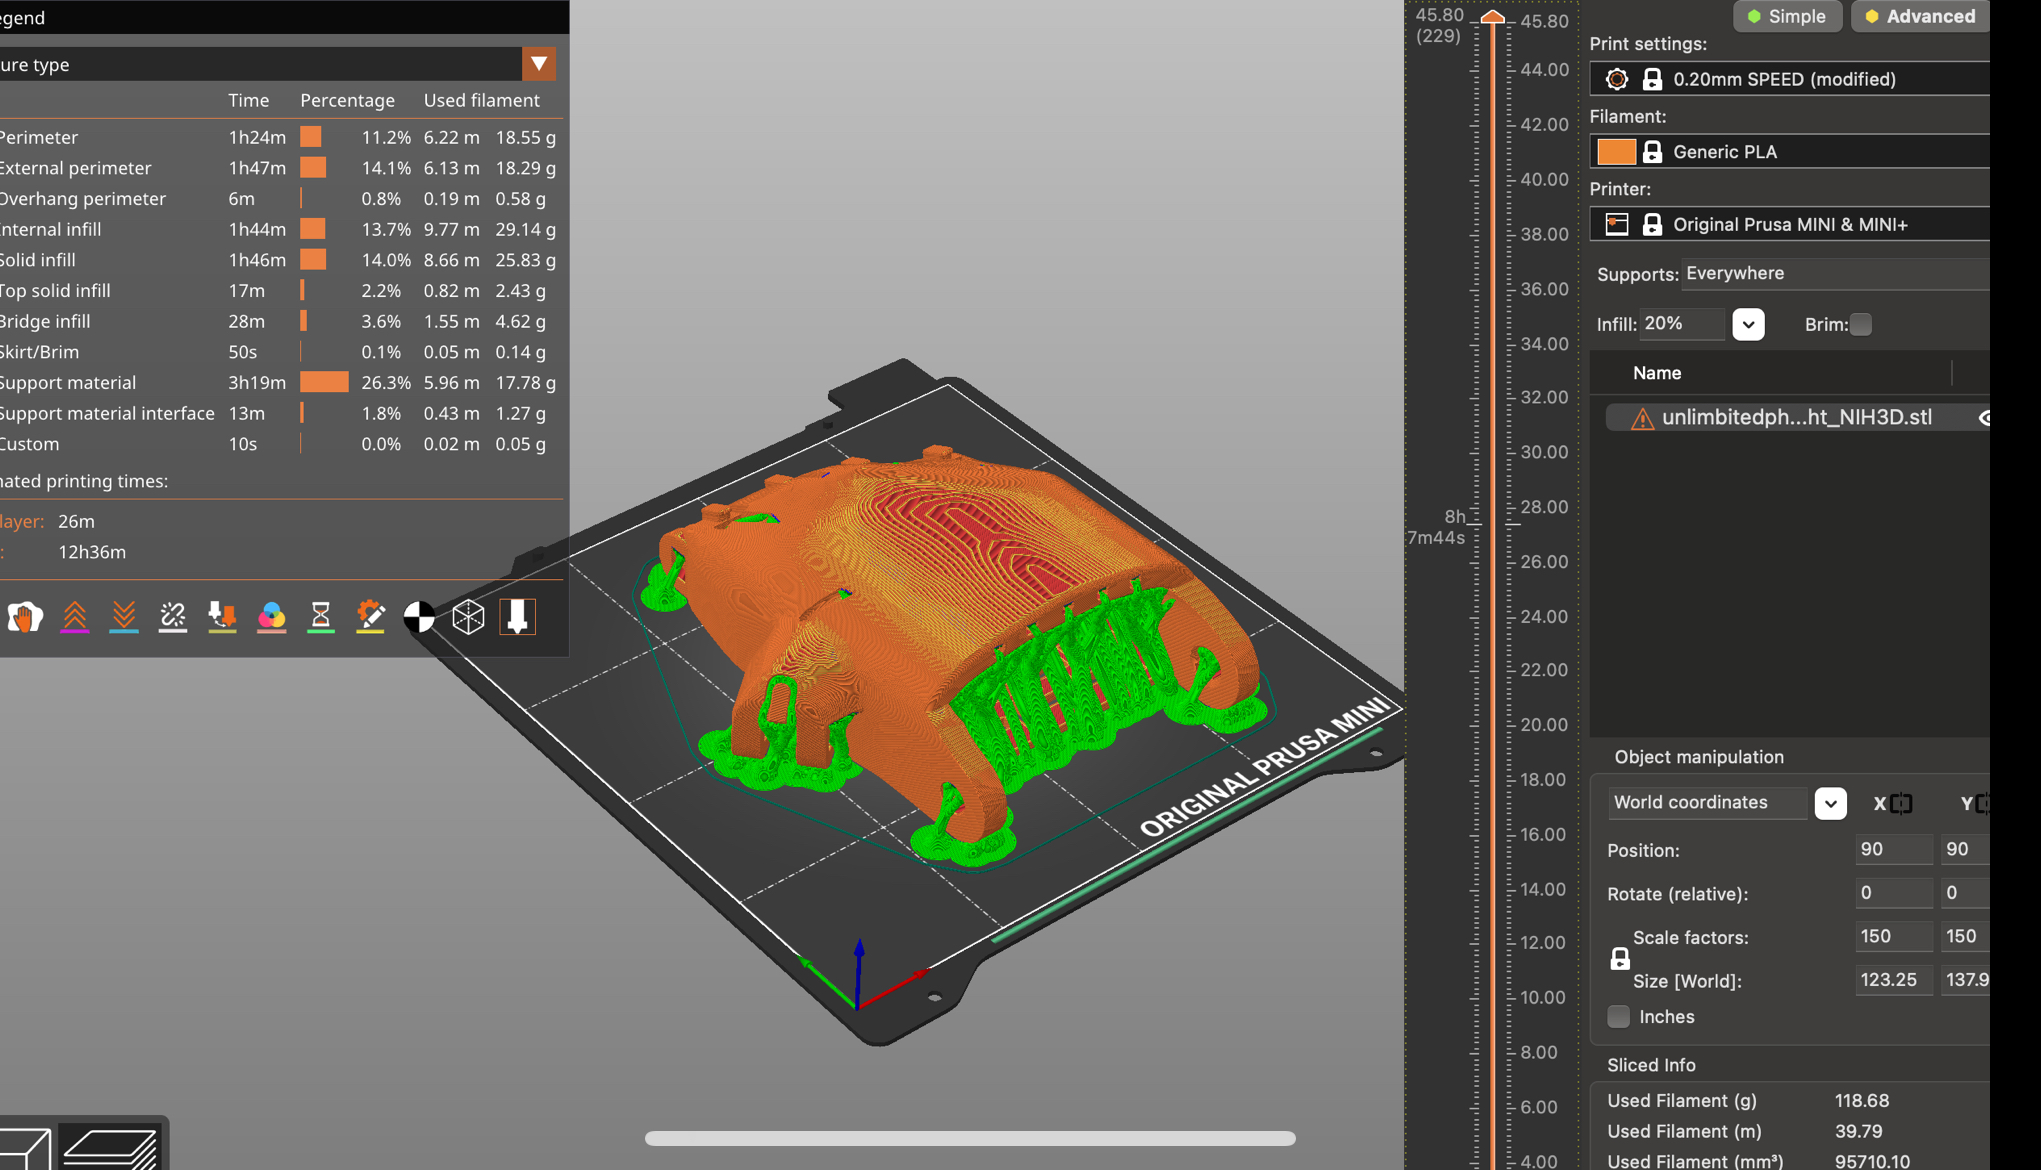 egend
ure type
Time Percentage Used filament
Perimeter 1h24m 11.2% 6.22 m 18.55 g
External perimeter 1h47m 14.1% 6.13 m 18.29 g
Overhang perimeter 6m 0.8% 0.19 m 0.58 g
nternal infill 1h44m 13.7% 9.77 m 29.14 g
Solid infill 1h46m 14.0% 8.66 m 25.83 g
Top solid infill 17m 2.2% 0.82 m 2.43 g
Bridge infill 28m 3.6% 1.55 m 4.62 g
Skirt/Brim 50s 0.1% 0.05 m 0.14 g
Support material 3h19m 26.3% 5.96 m 17.78 g
Support material interface 13m 1.8% 0.43 m 1.27 g
Custom 10s 0.0% 0.02 m 0.05 g
nated printing times:
layer: 26m
: 12h36m
ORIGINAL PRUSA MINI
45.80
(229)
8h
7m44s
45.80
44.00
42.00
40.00
38.00
36.00
34.00
32.00
30.00
28.00
26.00
24.00
22.00
20.00
18.00
16.00
14.00
12.00
10.00
8.00
6.00
4.00
Simple Advanced
Print settings:
0.20mm SPEED (modified)
Filament:
Generic PLA
Printer:
Original Prusa MINI & MINI+
Supports: Everywhere
Infill: 20% Brim:
Name
unlimbitedph...ht_NIH3D.stl
Object manipulation
World coordinates X Y
Position: 90 90
Rotate (relative): 0 0
Scale factors: 150 150
Size [World]: 123.25 137.9
Inches
Sliced Info
Used Filament (g) 118.68
Used Filament (m) 39.79
Used Filament (mm³) 95710.10